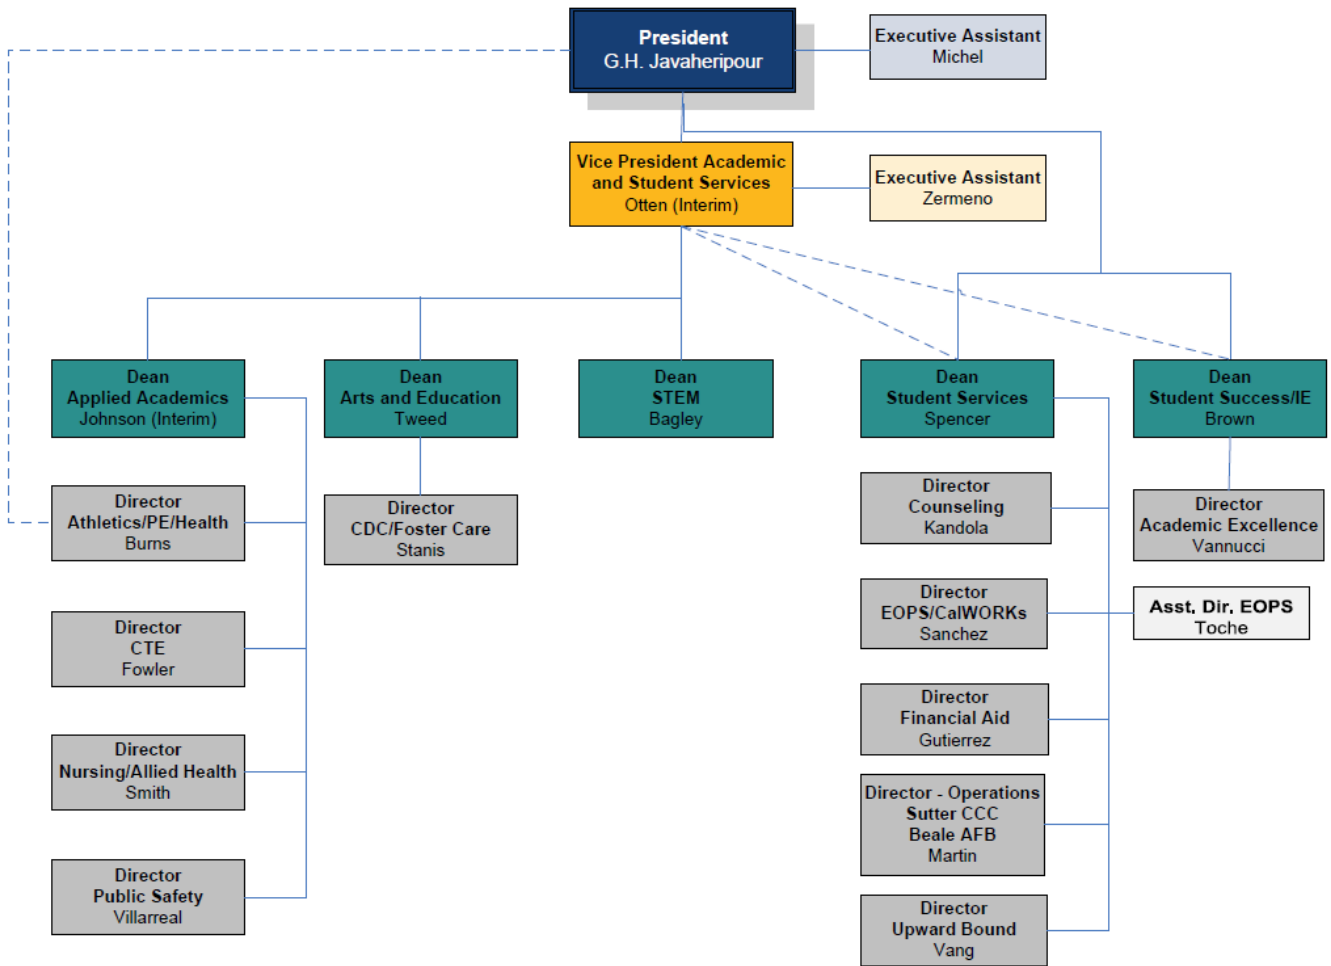 President
G.H. Javaheripour
Executive Assistant
Michel
Vice President Academic
and Student Services
Otten (Interim)
Executive Assistant
Zermeno
Dean
Applied Academics
Johnson (Interim)
Dean
Arts and Education
Tweed
Dean
STEM
Bagley
Dean
Student Services
Spencer
Dean
Student Success/IE
Brown
Director
Athletics/PE/Health
Burns
Director
CDC/Foster Care
Stanis
Director
Counseling
Kandola
Director
Academic Excellence
Vannucci
Director
CTE
Fowler
Director
EOPS/CalWORKs
Sanchez
Asst. Dir. EOPS
Toche
Director
Nursing/Allied Health
Smith
Director
Financial Aid
Gutierrez
Director - Operations
Sutter CCC
Beale AFB
Martin
Director
Public Safety
Villarreal
Director
Upward Bound
Vang